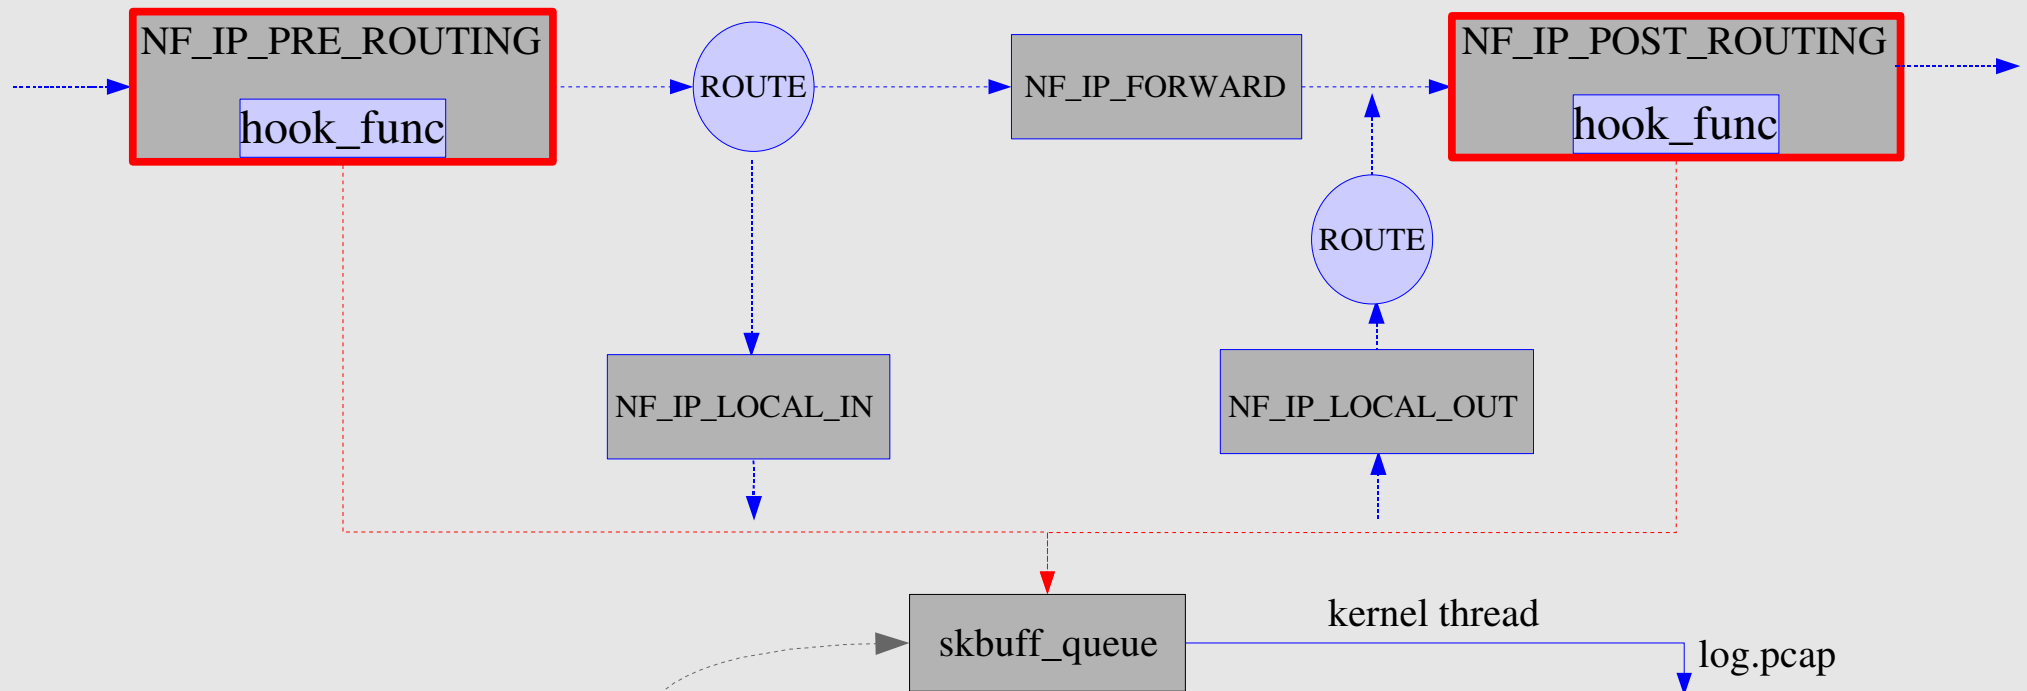 NF_IP_PRE_ROUTING
hook_func
ROUTE
NF_IP_FORWARD
NF_IP_POST_ROUTING
hook_func
ROUTE
NF_IP_LOCAL_IN
NF_IP_LOCAL_OUT
skbuff_queue
kernel thread
log.pcap